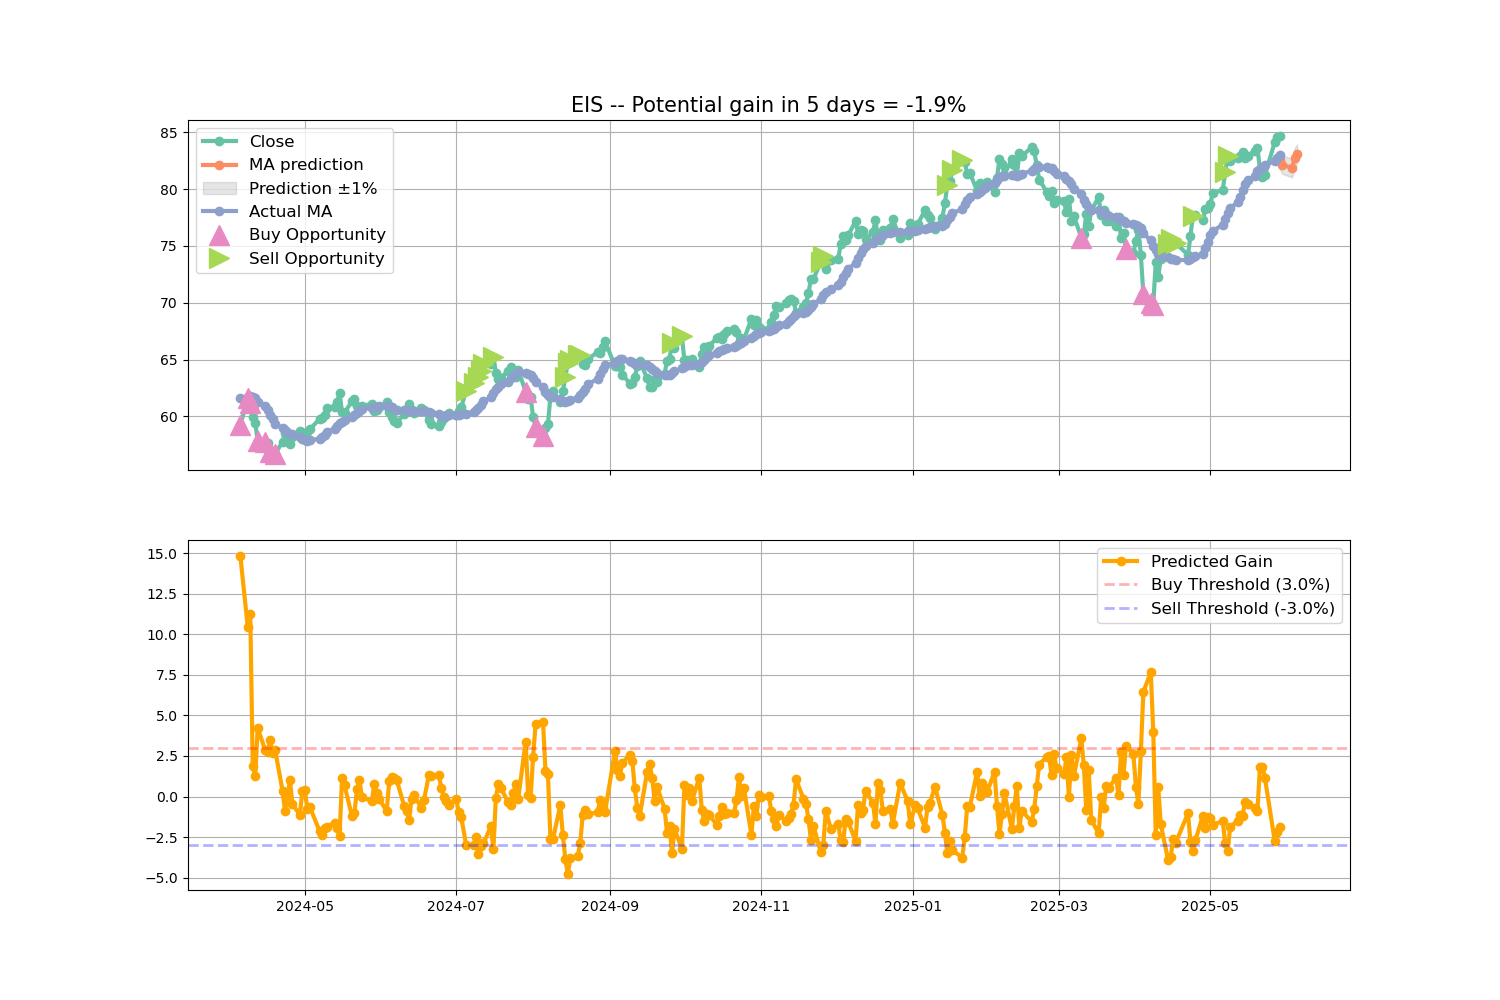 EIS -- Potential gain in 5 days = -1.9%
85
80
75
70
65
60
Close
MA prediction
Prediction ±1%
Actual MA
Buy Opportunity
Sell Opportunity
15.0
12.5
10.0
7.5
5.0
2.5
0.0
−2.5
−5.0
Predicted Gain
Buy Threshold (3.0%)
Sell Threshold (-3.0%)
2024-05 2024-07 2024-09 2024-11 2025-01 2025-03 2025-05